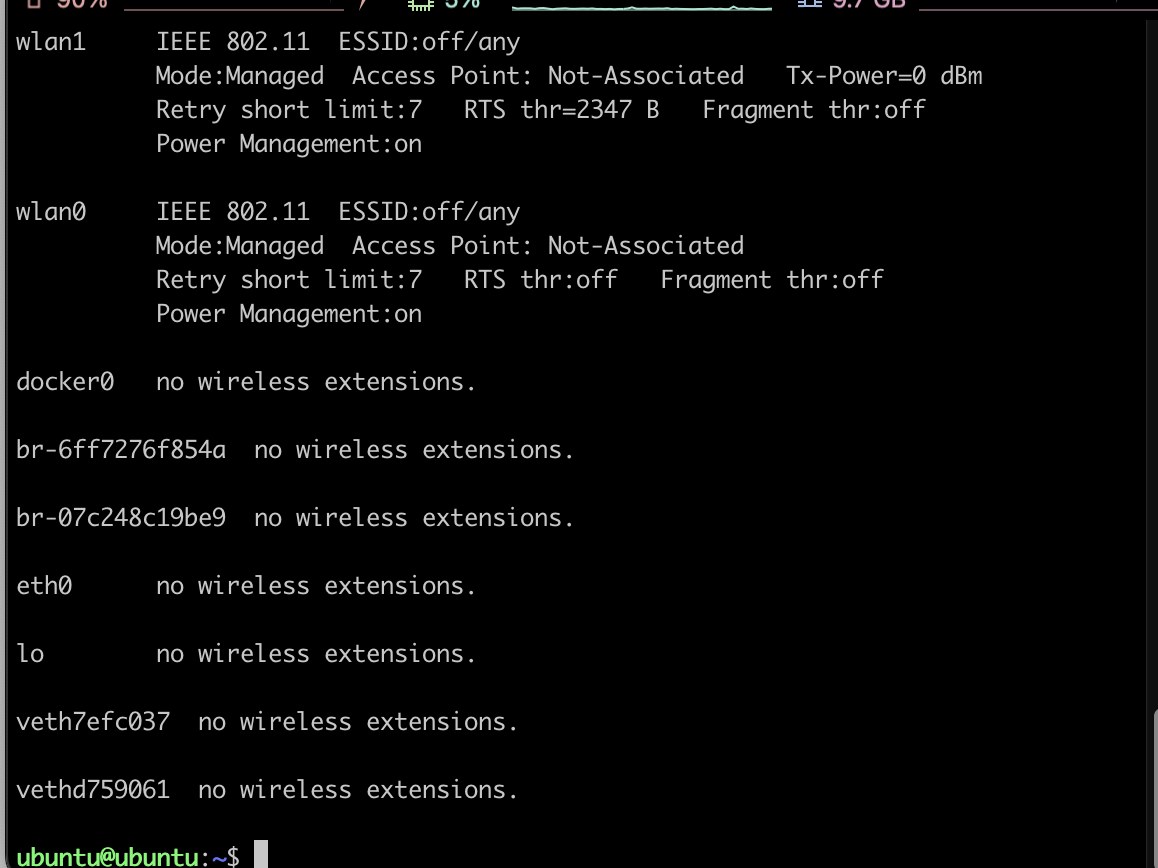 90% 5% 9.7 GB
wlan1     IEEE 802.11  ESSID:off/any
          Mode:Managed  Access Point: Not-Associated   Tx-Power=0 dBm
          Retry short limit:7   RTS thr=2347 B   Fragment thr:off
          Power Management:on
wlan0     IEEE 802.11  ESSID:off/any
          Mode:Managed  Access Point: Not-Associated
          Retry short limit:7   RTS thr:off   Fragment thr:off
          Power Management:on
docker0   no wireless extensions.
br-6ff7276f854a  no wireless extensions.
br-07c248c19be9  no wireless extensions.
eth0      no wireless extensions.
lo        no wireless extensions.
veth7efc037  no wireless extensions.
vethd759061  no wireless extensions.
ubuntu@ubuntu:~$